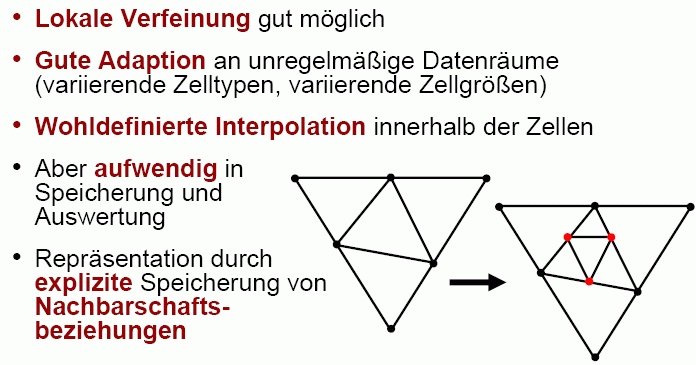 • Lokale Verfeinung gut möglich
• Gute Adaption an unregelmäßige Datenräume
(variierende Zelltypen, variierende Zellgrößen)
• Wohldefinierte Interpolation innerhalb der Zellen
• Aber aufwendig in
Speicherung und
Auswertung
• Repräsentation durch
explizite Speicherung von
Nachbarschafts-
beziehungen